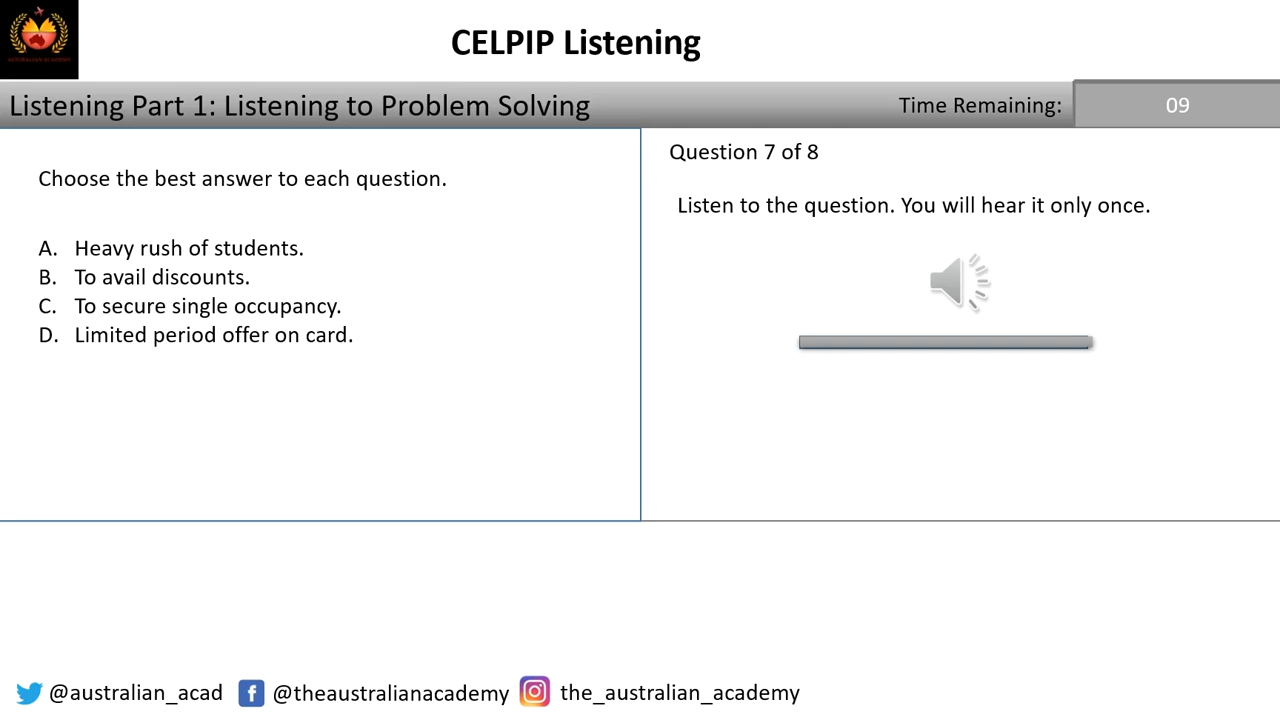 CELPIP Listening
AUSTRALIAN ACADEMY
Listening Part 1: Listening to Problem Solving
Time Remaining:
09
Choose the best answer to each question.
A. Heavy rush of students.
B. To avail discounts.
C. To secure single occupancy.
D. Limited period offer on card.
Question 7 of 8
Listen to the question. You will hear it only once.
@australian_acad
@theaustralianacademy
the_australian_academy